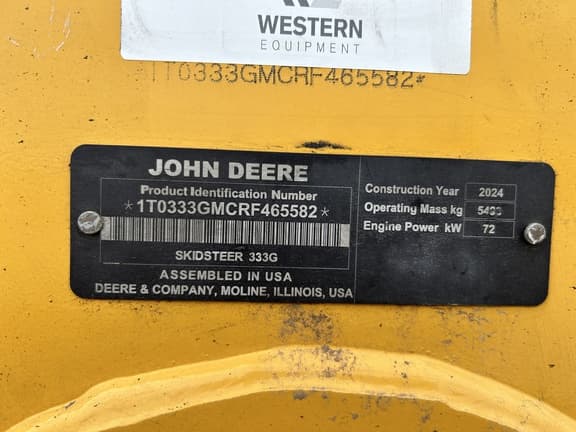 WESTERN
EQUIPMENT
1T0333GMCRF465582*
JOHN DEERE
Product Identification Number
*1T0333GMCRF465582*
SKIDSTEER 333G
ASSEMBLED IN USA
DEERE & COMPANY, MOLINE, ILLINOIS, USA
Construction Year 2024
Operating Mass kg
Engine Power kW 72